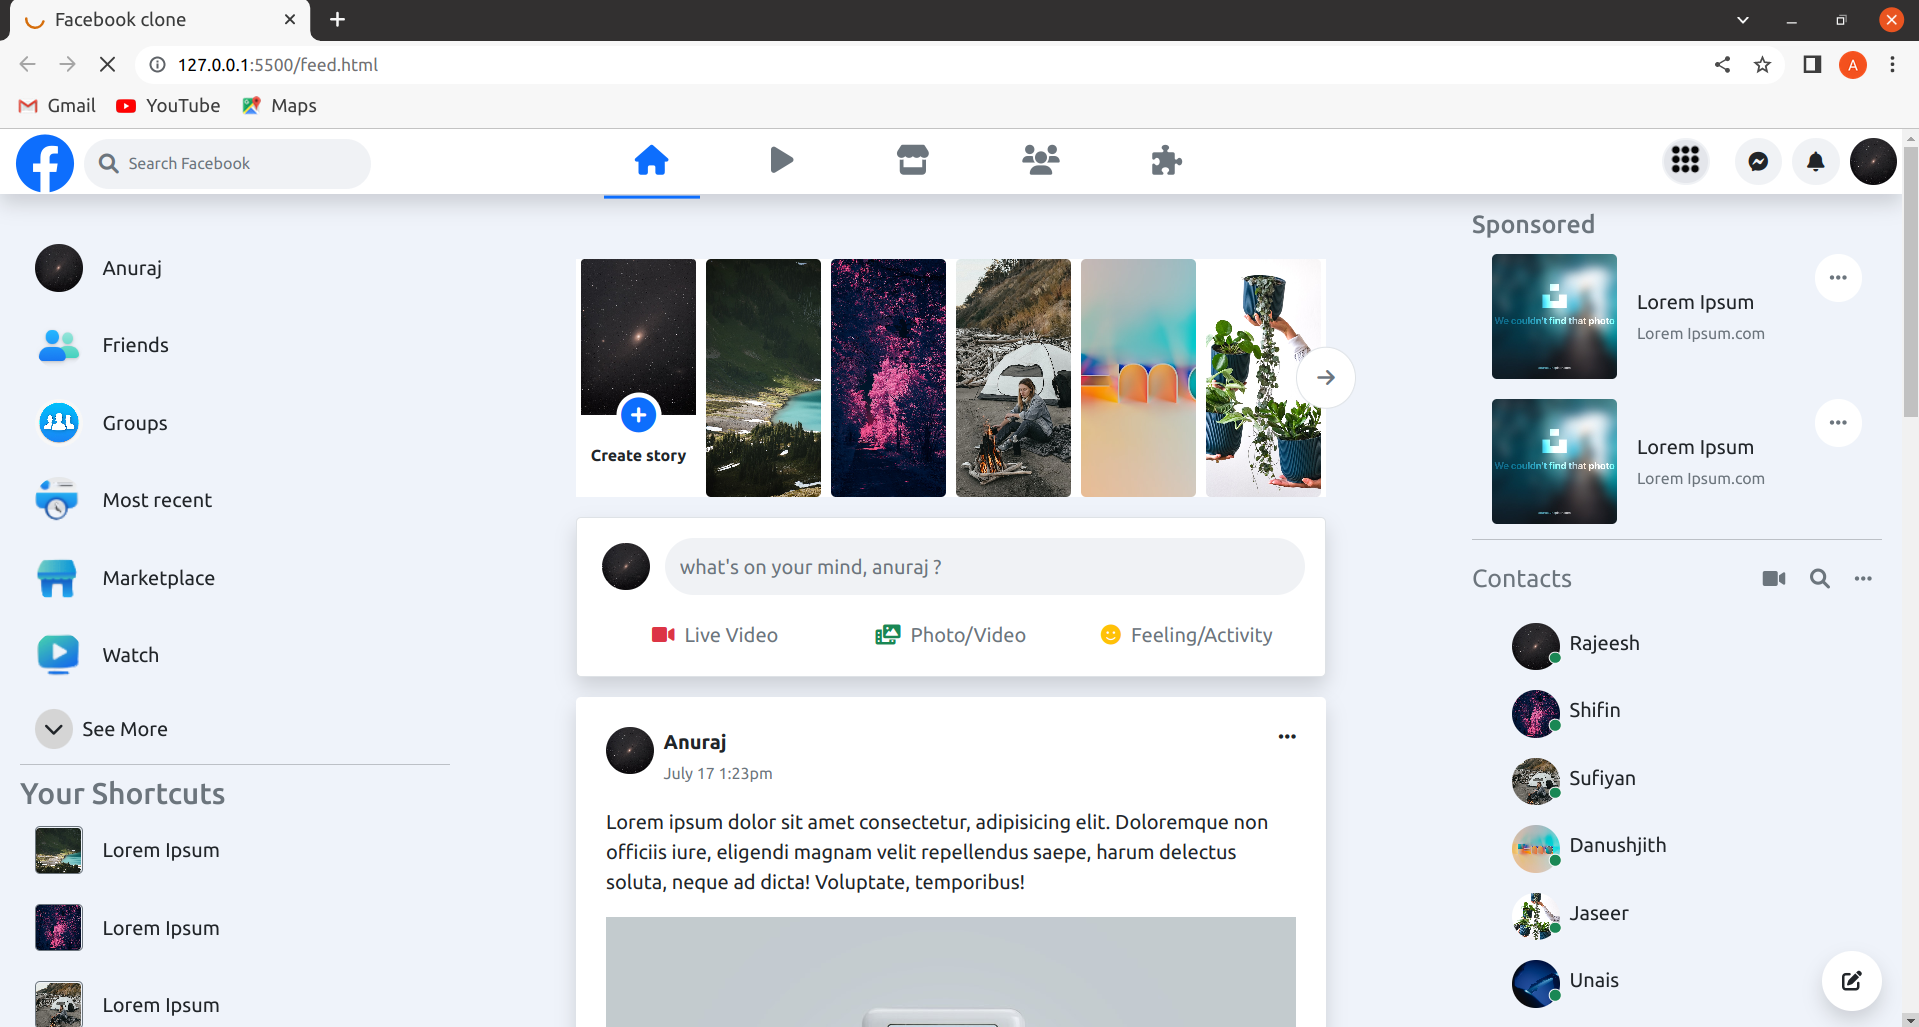 Facebook clone
127.0.0.1:5500/feed.html
A
Gmail
YouTube
Maps
Search Facebook
Anuraj
Friends
Groups
Most recent
Marketplace
Watch
See More
Your Shortcuts
Lorem Ipsum
Lorem Ipsum
Lorem Ipsum
Create story
what's on your mind, anuraj ?
Live Video
Photo/Video
Feeling/Activity
Anuraj
July 17 1:23pm
Lorem ipsum dolor sit amet consectetur, adipisicing elit. Doloremque non
officiis iure, eligendi magnam velit repellendus saepe, harum delectus
soluta, neque ad dicta! Voluptate, temporibus!
Sponsored
We couldn't find that photo
Lorem Ipsum
Lorem Ipsum.com
We couldn't find that photo
Lorem Ipsum
Lorem Ipsum.com
Contacts
Rajeesh
Shifin
Sufiyan
Danushjith
Jaseer
Unais